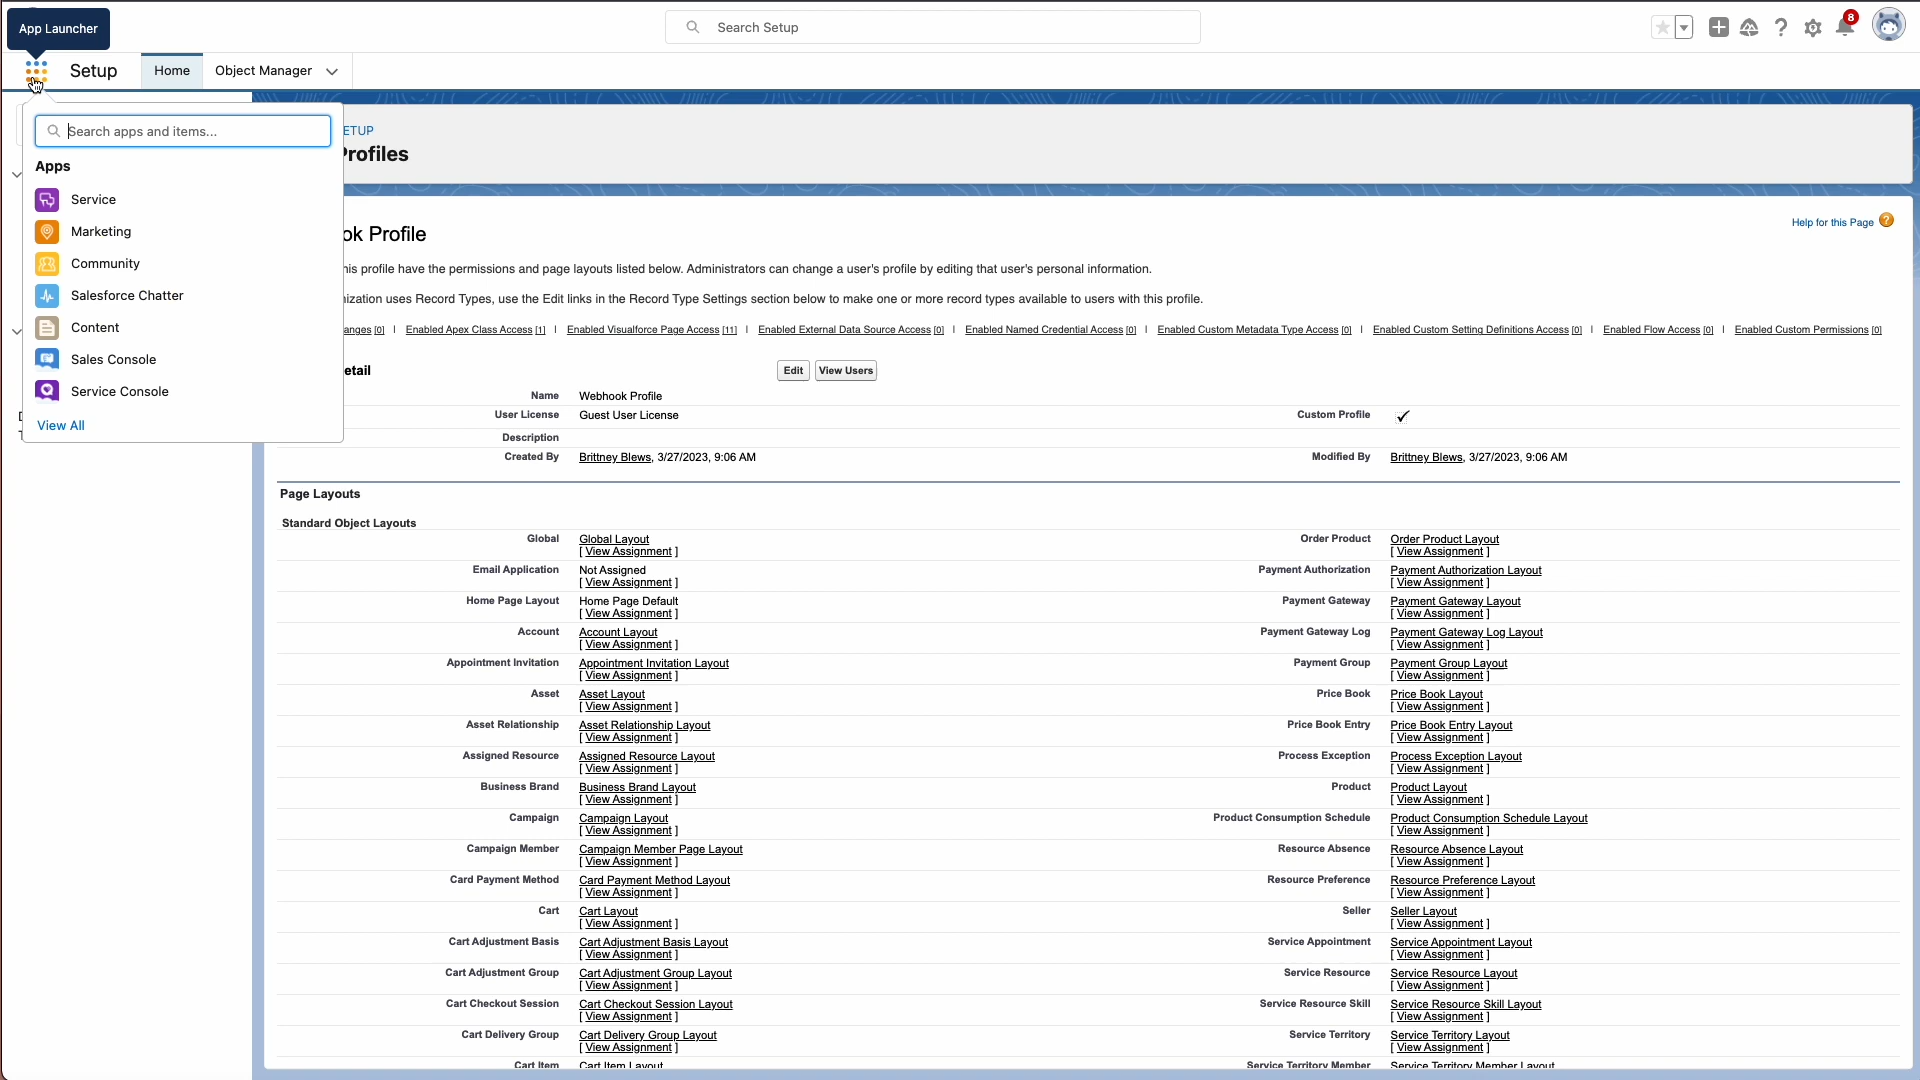 App Launcher
Search Setup
8
Setup
Home
Object Manager
Search apps and items...
Apps
Service
Marketing
Community
Salesforce Chatter
Content
Sales Console
Service Console
View All
ETUP
Profiles
Help for this Page
ok Profile
his profile have the permissions and page layouts listed below. Administrators can change a user's profile by editing that user's personal information.
ization uses Record Types, use the Edit links in the Record Type Settings section below to make one or more record types available to users with this profile.
anges [0] | Enabled Apex Class Access [1] | Enabled Visualforce Page Access [11] | Enabled External Data Source Access [0] | Enabled Named Credential Access [0] | Enabled Custom Metadata Type Access [0] | Enabled Custom Setting Definitions Access [0] | Enabled Flow Access [0] | Enabled Custom Permissions [0]
etail Edit View Users
Name Webhook Profile
User License Guest User License Custom Profile ✓
Description
Created By Brittney Blews, 3/27/2023, 9:06 AM Modified By Brittney Blews, 3/27/2023, 9:06 AM
Page Layouts
Standard Object Layouts
Global Global Layout Order Product Order Product Layout
[ View Assignment ] [ View Assignment ]
Email Application Not Assigned Payment Authorization Payment Authorization Layout
[ View Assignment ] [ View Assignment ]
Home Page Layout Home Page Default Payment Gateway Payment Gateway Layout
[ View Assignment ] [ View Assignment ]
Account Account Layout Payment Gateway Log Payment Gateway Log Layout
[ View Assignment ] [ View Assignment ]
Appointment Invitation Appointment Invitation Layout Payment Group Payment Group Layout
[ View Assignment ] [ View Assignment ]
Asset Asset Layout Price Book Price Book Layout
[ View Assignment ] [ View Assignment ]
Asset Relationship Asset Relationship Layout Price Book Entry Price Book Entry Layout
[ View Assignment ] [ View Assignment ]
Assigned Resource Assigned Resource Layout Process Exception Process Exception Layout
[ View Assignment ] [ View Assignment ]
Business Brand Business Brand Layout Product Product Layout
[ View Assignment ] [ View Assignment ]
Campaign Campaign Layout Product Consumption Schedule Product Consumption Schedule Layout
[ View Assignment ] [ View Assignment ]
Campaign Member Campaign Member Page Layout Resource Absence Resource Absence Layout
[ View Assignment ] [ View Assignment ]
Card Payment Method Card Payment Method Layout Resource Preference Resource Preference Layout
[ View Assignment ] [ View Assignment ]
Cart Cart Layout Seller Seller Layout
[ View Assignment ] [ View Assignment ]
Cart Adjustment Basis Cart Adjustment Basis Layout Service Appointment Service Appointment Layout
[ View Assignment ] [ View Assignment ]
Cart Adjustment Group Cart Adjustment Group Layout Service Resource Service Resource Layout
[ View Assignment ] [ View Assignment ]
Cart Checkout Session Cart Checkout Session Layout Service Resource Skill Service Resource Skill Layout
[ View Assignment ] [ View Assignment ]
Cart Delivery Group Cart Delivery Group Layout Service Territory Service Territory Layout
[ View Assignment ] [ View Assignment ]
Cart Item Cart Item Layout Service Territory Member Service Territory Member Layout